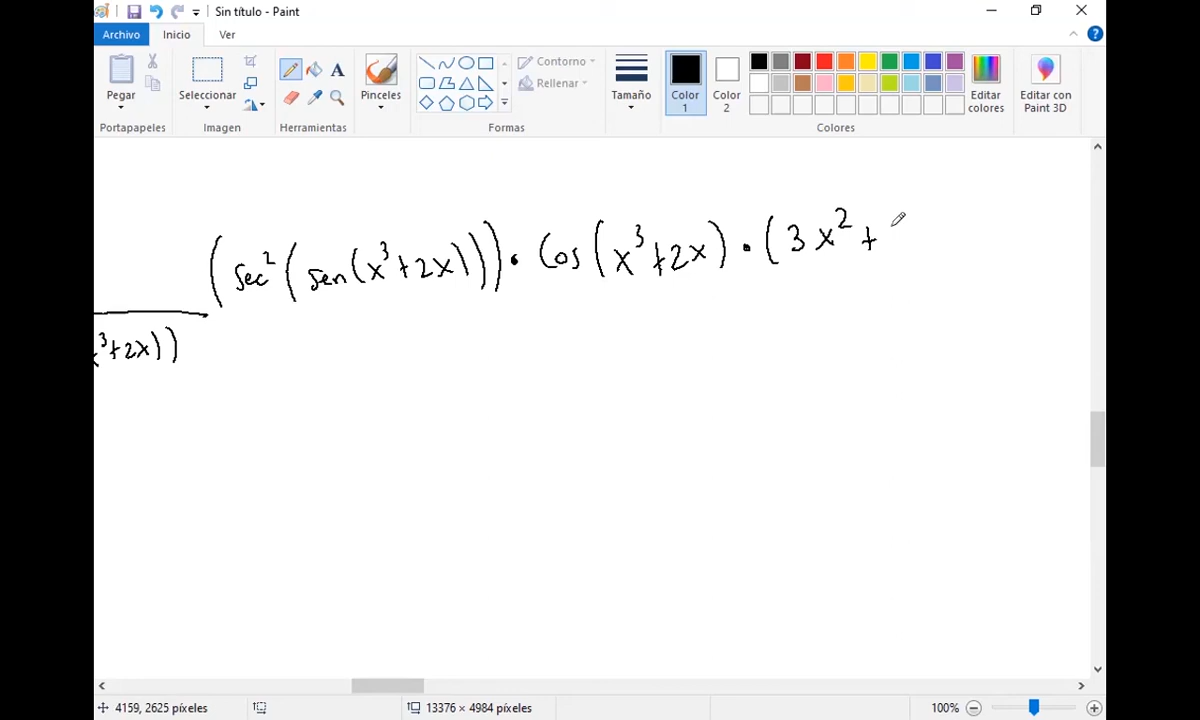 Sin título - Paint
Archivo Inicio Ver
Pegar Seleccionar Pinceles Contorno Rellenar Tamaño Color 1 Color 2 Editar colores Editar con Paint 3D
Portapapeles Imagen Herramientas Formas Colores
(sec²(sen(x³+2x)))·cos(x³+2x)·(3x²+
x³+2x))
4159, 2625 píxeles 13376 × 4984 píxeles 100%